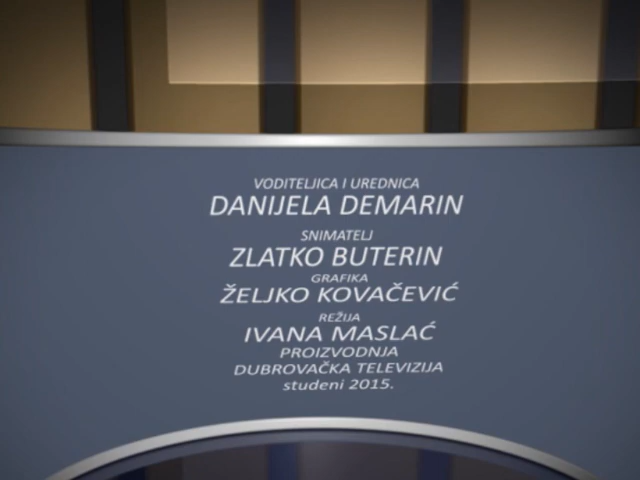 VODITELJICA I UREDNICA
DANIJELA DEMARIN
SNIMATELJ
ZLATKO BUTERIN
GRAFIKA
ŽELJKO KOVAČEVIĆ
REŽIJA
IVANA MASLAĆ
PROIZVODNJA
DUBROVAČKA TELEVIZIJA
studeni 2015.